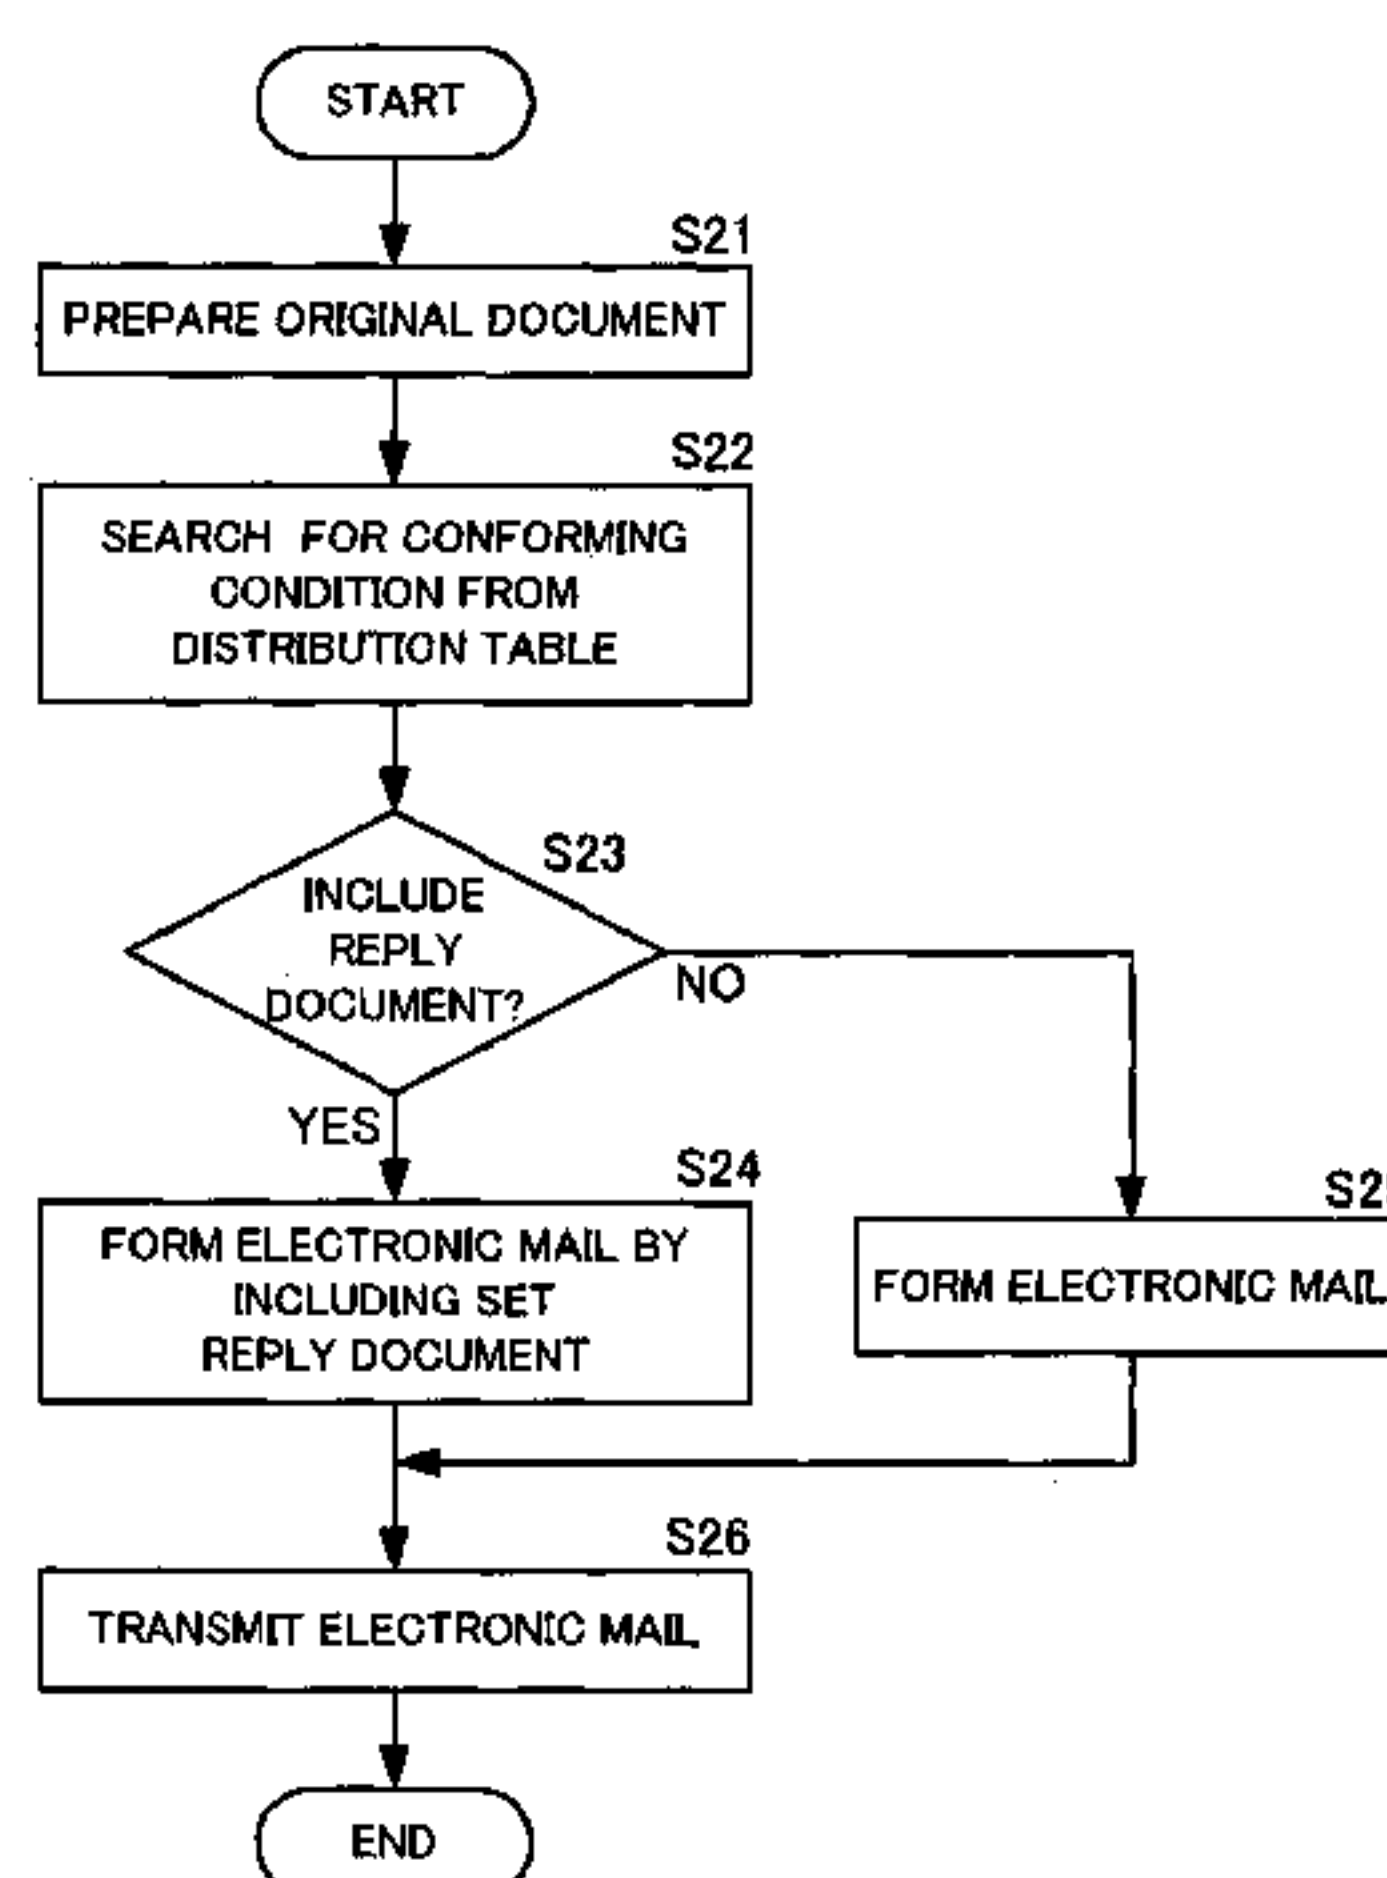 START
S21
PREPARE ORIGINAL DOCUMENT
S22
SEARCH FOR CONFORMING
CONDITION FROM
DISTRIBUTION TABLE
S23
INCLUDE
REPLY
DOCUMENT?
NO
YES
S24
FORM ELECTRONIC MAIL BY
INCLUDING SET
REPLY DOCUMENT
FORM ELECTRONIC MAIL
S26
TRANSMIT ELECTRONIC MAIL
END